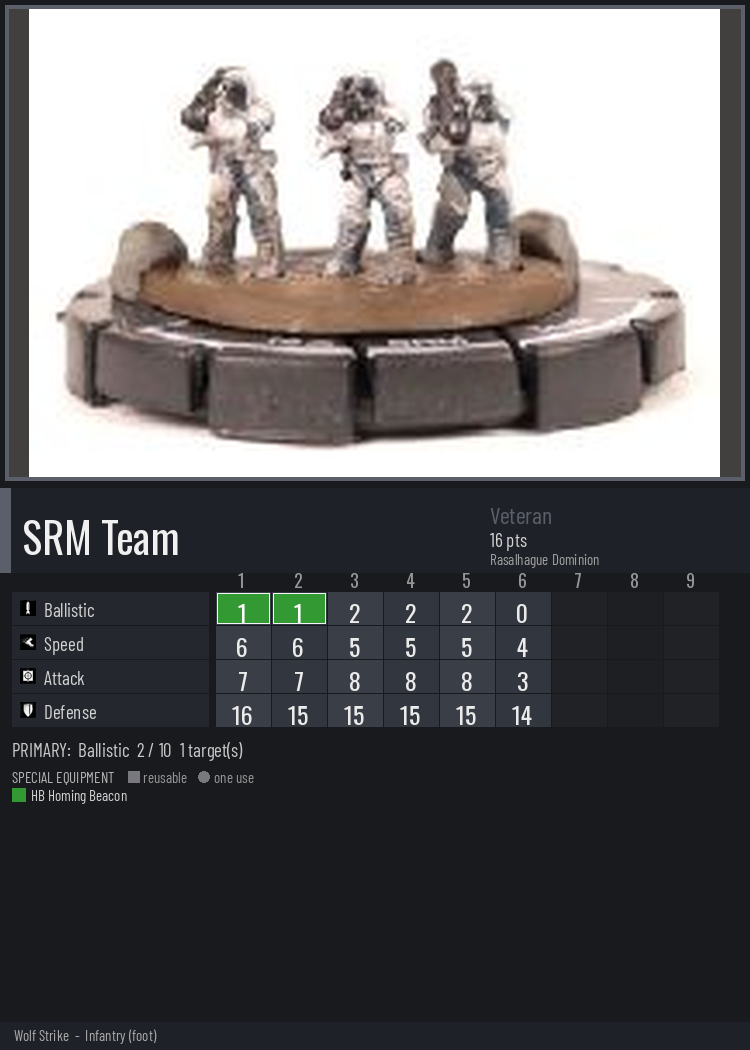 SRM Team
Veteran
16 pts
Rasalhague Dominion
1 2 3 4 5 6 7 8 9
Ballistic 1 1 2 2 2 0
Speed 6 6 5 5 5 4
Attack 7 7 8 8 8 3
Defense 16 15 15 15 15 14
PRIMARY: Ballistic 2 / 10 1 target(s)
SPECIAL EQUIPMENT reusable one use
HB Homing Beacon
Wolf Strike - Infantry (foot)